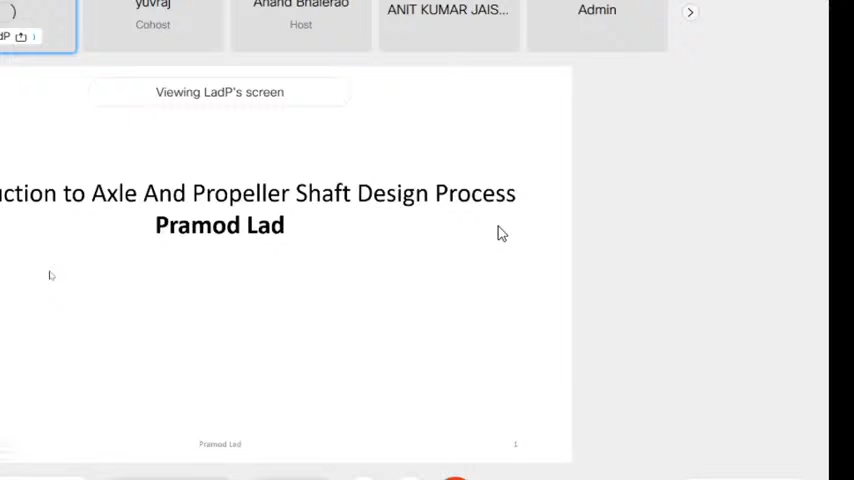 yuvraj
Cohost
Anand Bhalerao
Host
ANIT KUMAR JAIS...
Admin
Viewing LadP's screen
uction to Axle And Propeller Shaft Design Process
Pramod Lad
Pramod Lad
1